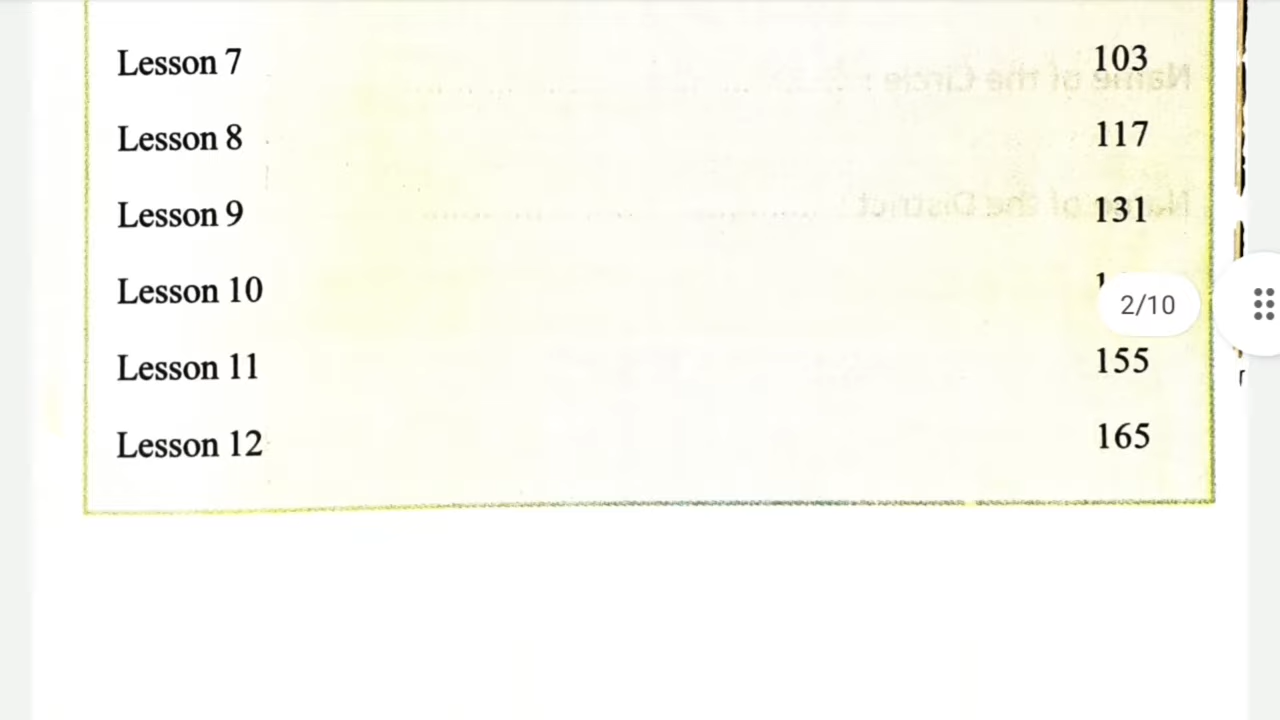 Lesson 7 103
Lesson 8 117
Lesson 9 131
Lesson 10
2/10
Lesson 11 155
Lesson 12 165